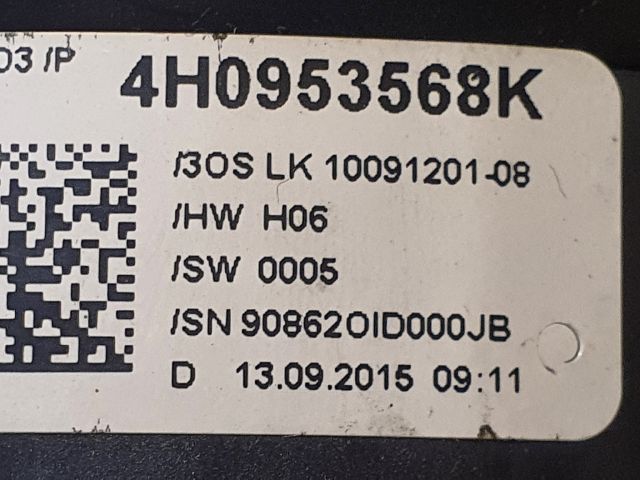 03 /P
4H0953568K
/3OS LK 10091201-08
/HW H06
/SW 0005
/SN 90862OID000JB
D 13.09.2015 09:11